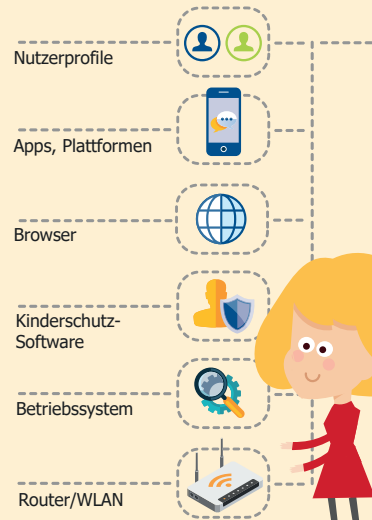 Nutzerprofile
Apps, Plattformen
Browser
Kinderschutz-
Software
Betriebssystem
Router/WLAN